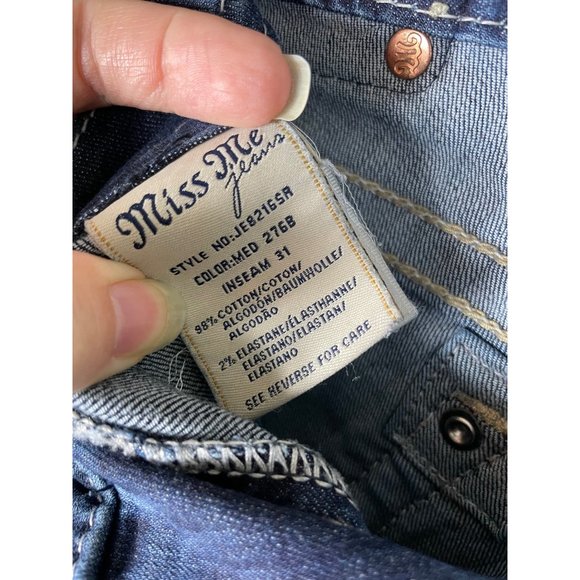 Miss Me
jeans
STYLE NO:JE8216SR
COLOR:MED 276B
INSEAM 31
98% COTTON/COTON/
ALGODÓN/BAUMWOLLE/
ALGODÃO
2% ELASTANE/ÉLASTHANNE/
ELASTANO/ELASTAN/
ELASTANO
SEE REVERSE FOR CARE